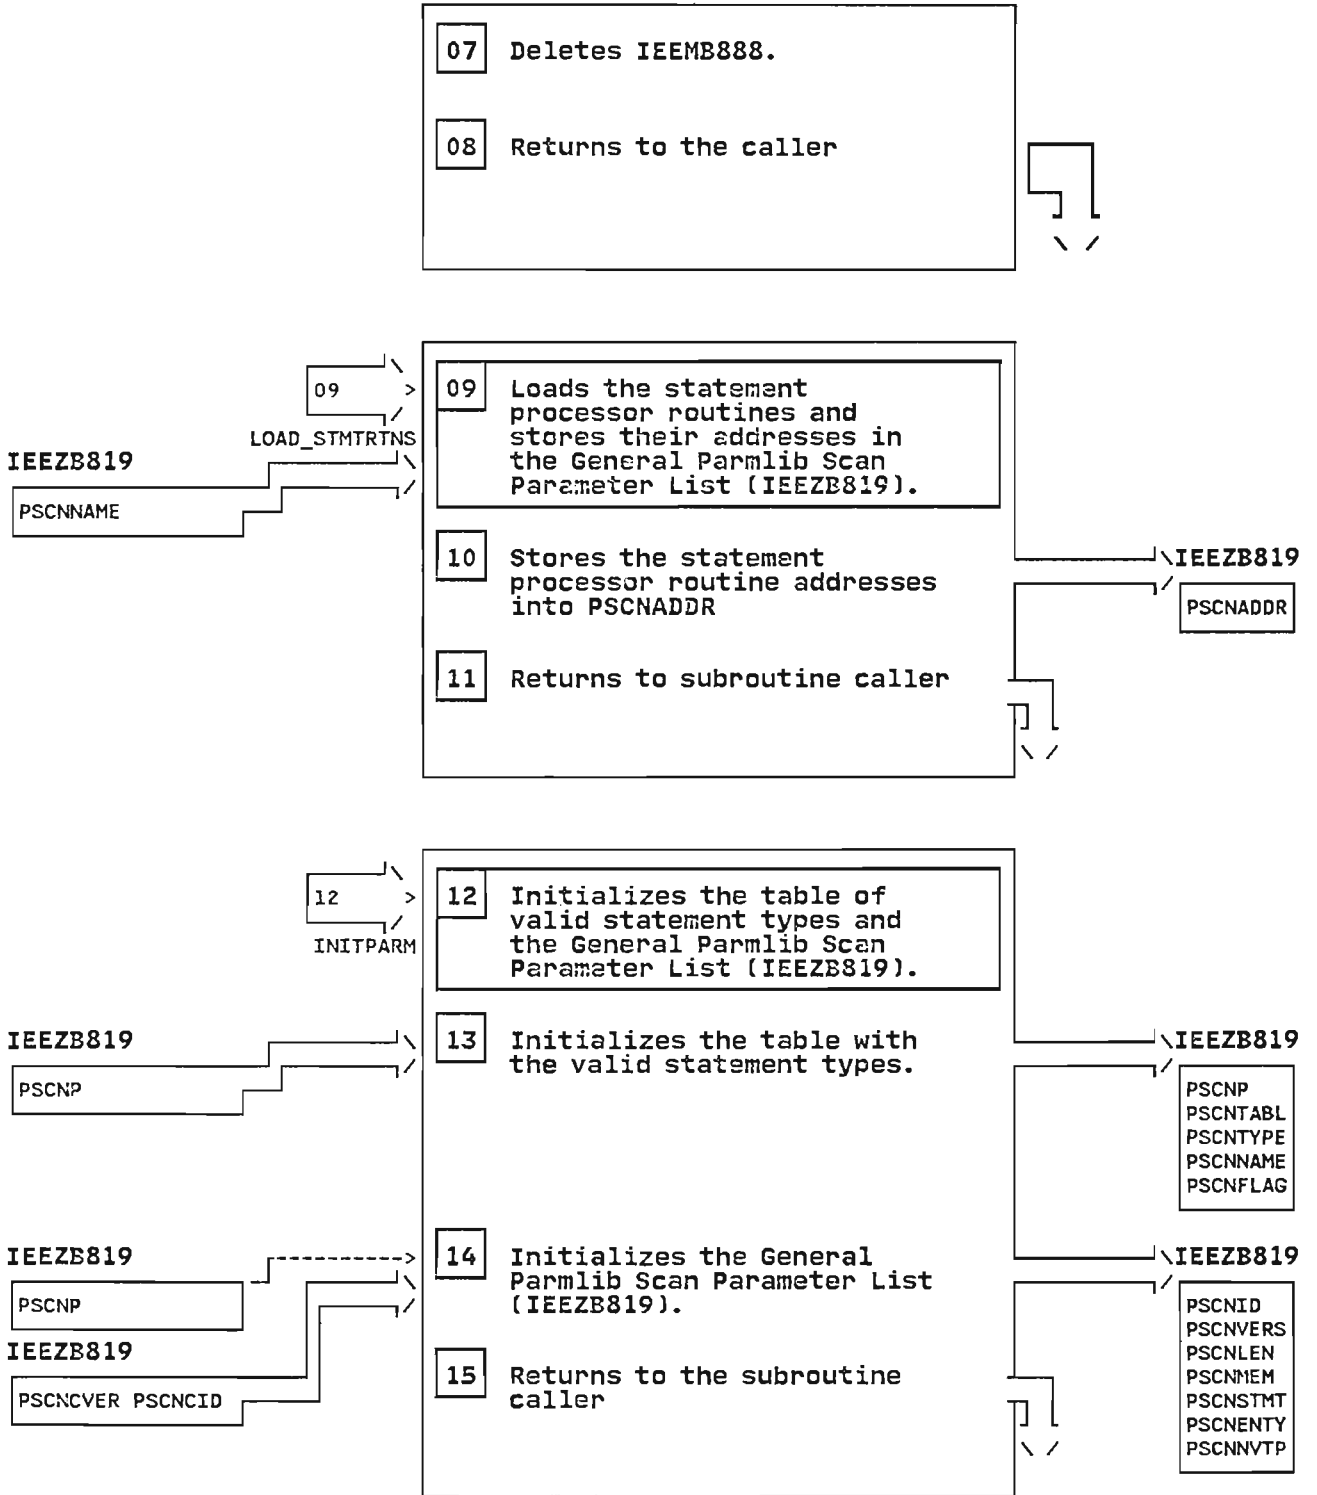 07 Deletes IEEMB888.
08 Returns to the caller
09
LOAD_STMTRTNS
IEEZB819
PSCNNAME
09 Loads the statement
processor routines and
stores their addresses in
the General Parmlib Scan
Parameter List (IEEZB819).
10 Stores the statement
processor routine addresses
into PSCNADDR
IEEZB819
PSCNADDR
11 Returns to subroutine caller
12
INITPARM
12 Initializes the table of
valid statement types and
the General Parmlib Scan
Parameter List (IEEZB819).
IEEZB819
PSCNP
13 Initializes the table with
the valid statement types.
IEEZB819
PSCNP
PSCNTABL
PSCNTYPE
PSCNNAME
PSCNFLAG
IEEZB819
PSCNP
IEEZB819
PSCNCVER PSCNCID
14 Initializes the General
Parmlib Scan Parameter List
(IEEZB819).
15 Returns to the subroutine
caller
IEEZB819
PSCNID
PSCNVERS
PSCNLEN
PSCNMEM
PSCNSTMT
PSCNENTY
PSCNNVTP